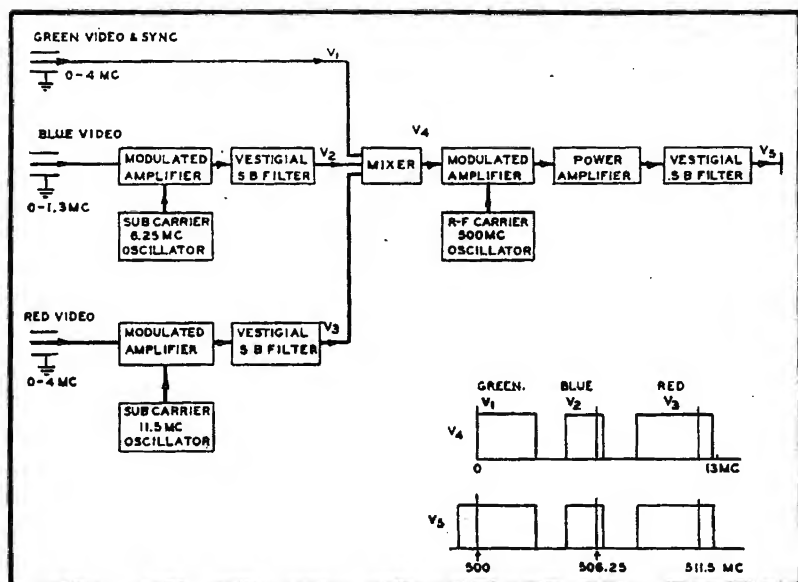 GREEN VIDEO & SYNC
V1
0-4 MC
BLUE VIDEO
V4
MODULATED AMPLIFIER
VESTIGIAL S B FILTER
V2
MIXER
MODULATED AMPLIFIER
POWER AMPLIFIER
VESTIGIAL S B FILTER
V5
0-1.3 MC
SUB CARRIER 6.25 MC OSCILLATOR
R-F CARRIER 500MC OSCILLATOR
RED VIDEO
MODULATED AMPLIFIER
VESTIGIAL S B FILTER
V3
0-4 MC
SUB CARRIER 11.5 MC OSCILLATOR
GREEN. BLUE RED
V1 V2 V3
V4
0 13MC
V5
500 506.25 511.5 MC